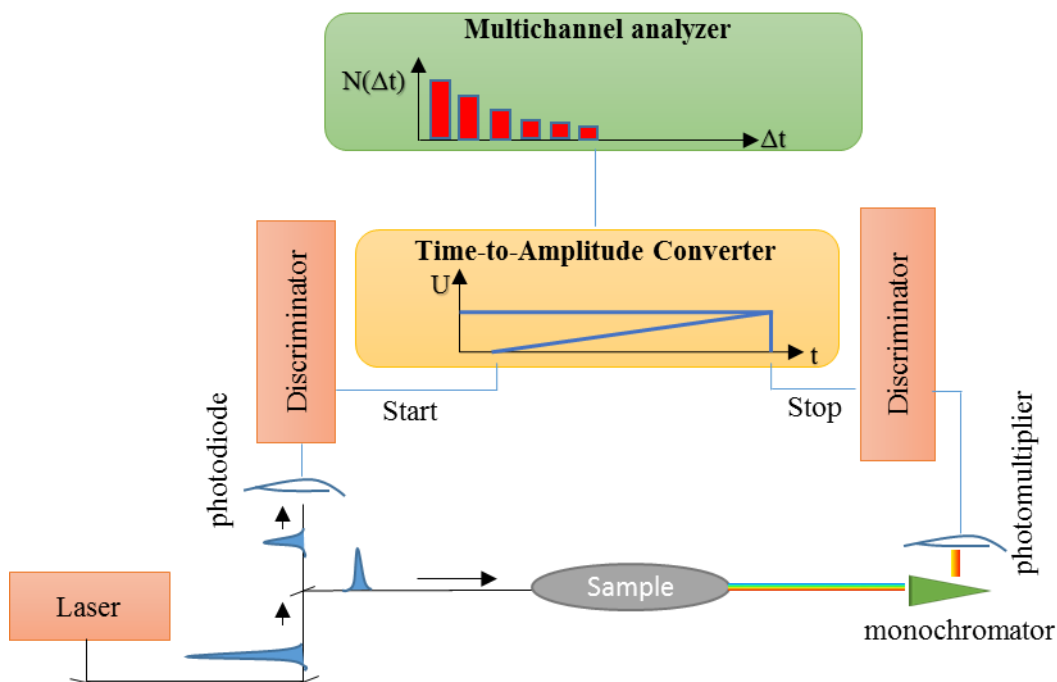 Multichannel analyzer
N(Δt)
Δt
Time-to-Amplitude Converter
U
t
Discriminator
Discriminator
Start
Stop
photodiode
photomultiplier
Laser
Sample
monochromator